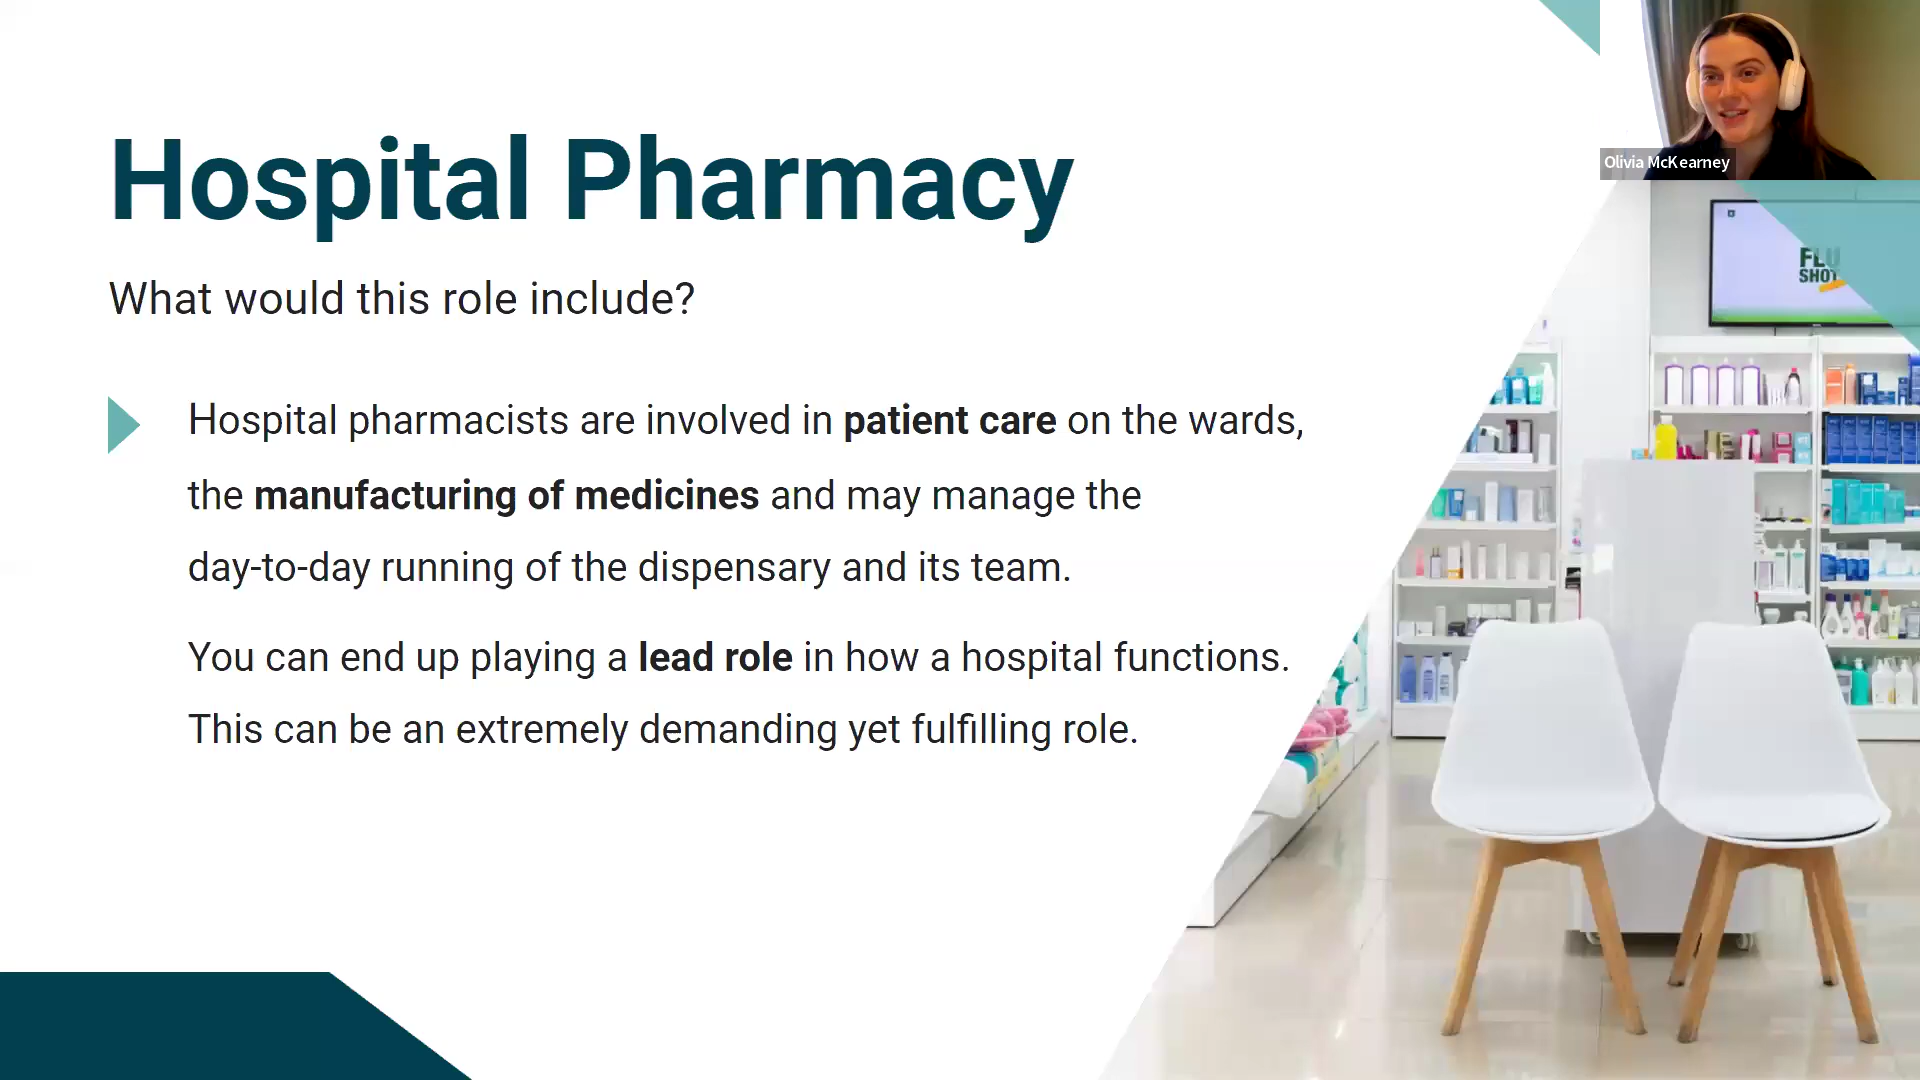 Hospital Pharmacy
What would this role include?
Hospital pharmacists are involved in patient care on the wards,
the manufacturing of medicines and may manage the
day-to-day running of the dispensary and its team.
You can end up playing a lead role in how a hospital functions.
This can be an extremely demanding yet fulfilling role.
Olivia McKearney
FLU
SHOT